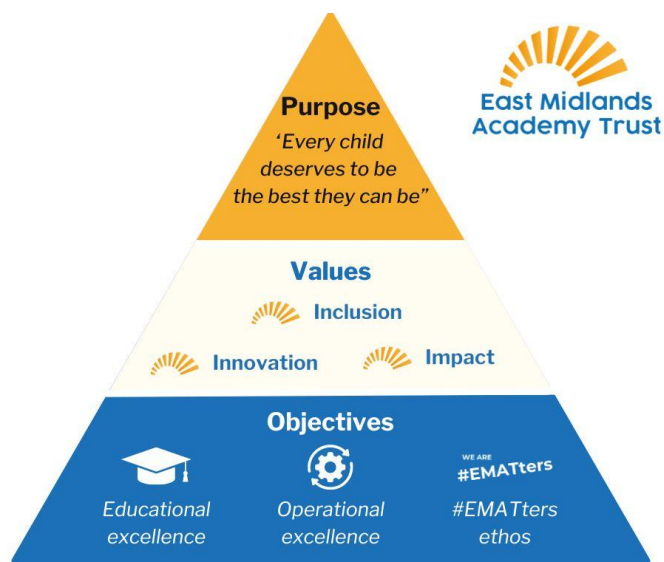 East Midlands
Academy Trust
Purpose
‘Every child
deserves to be
the best they can be”
Values
Inclusion
Innovation
Impact
Objectives
WE ARE
#EMATters
Educational
excellence
Operational
excellence
#EMATters
ethos